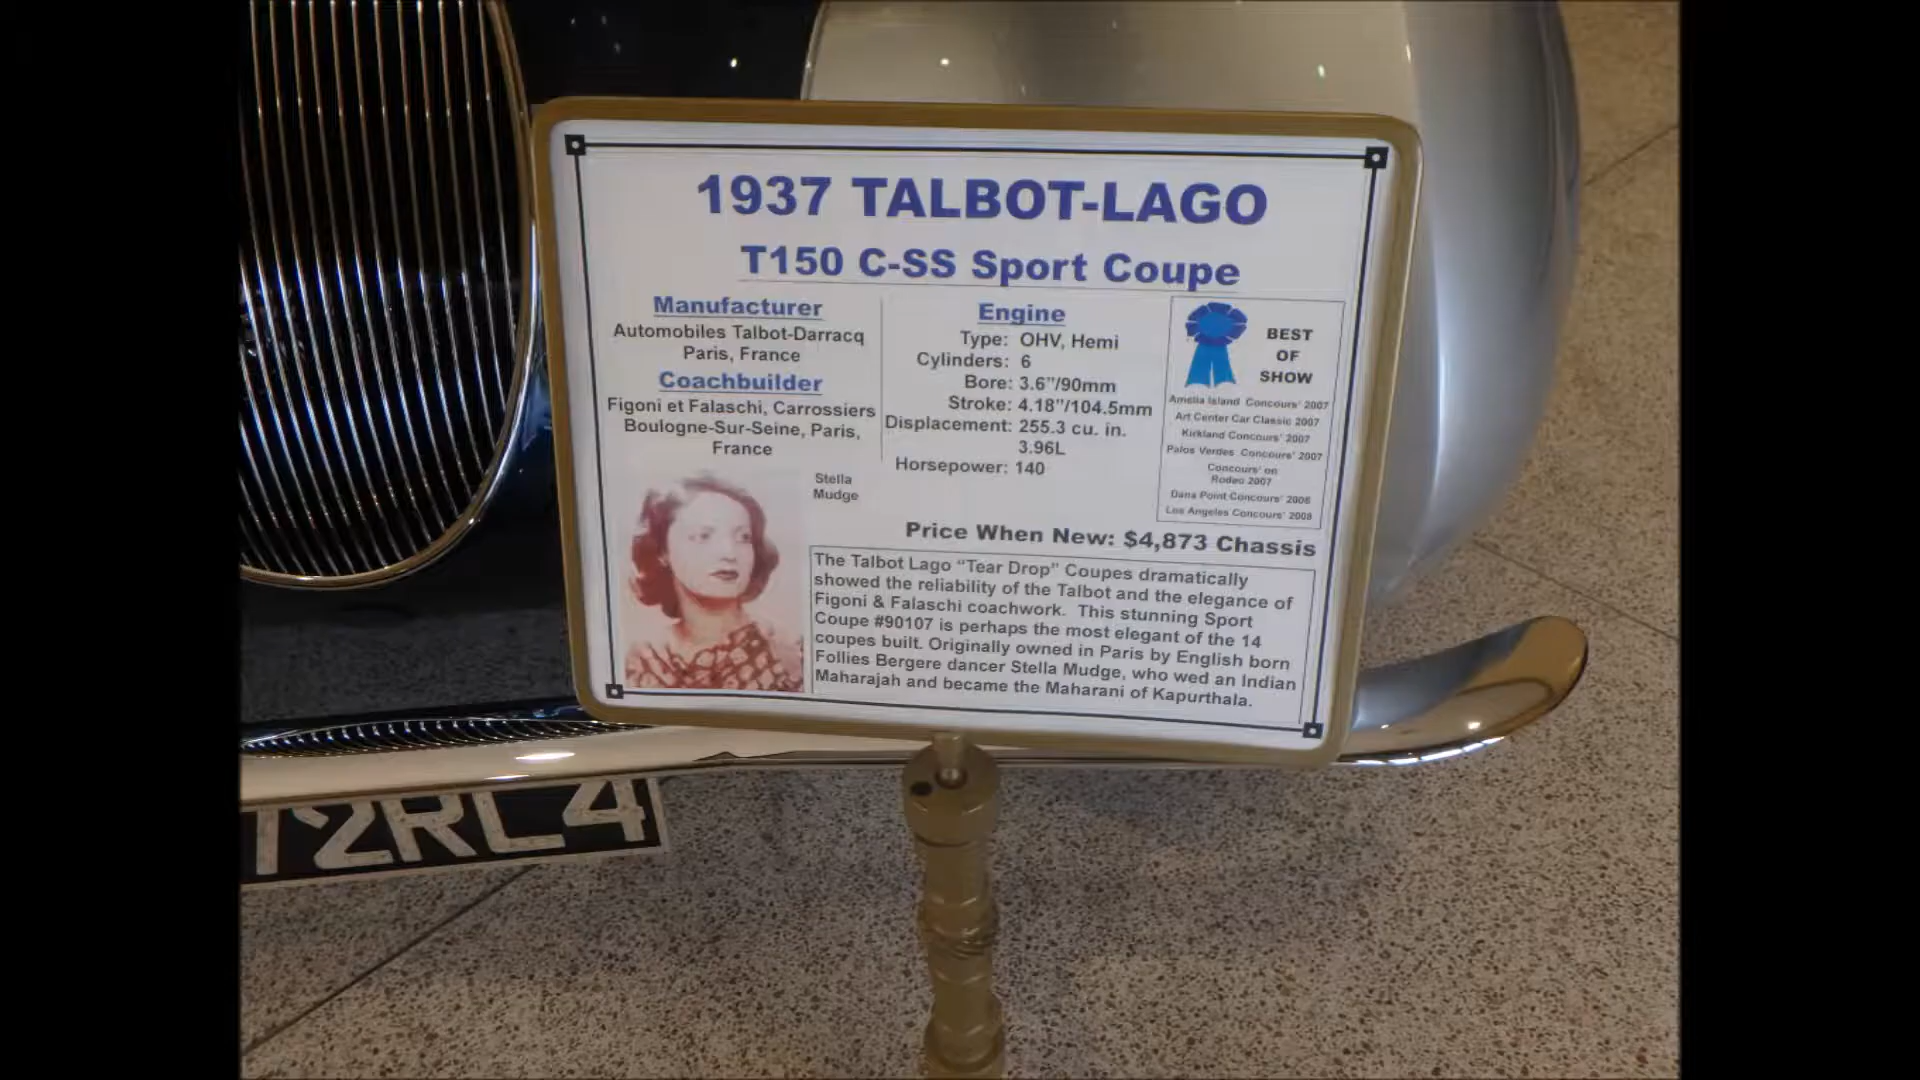 1937 TALBOT-LAGO
T150 C-SS Sport Coupe
Manufacturer
Automobiles Talbot-Darracq
Paris, France
Coachbuilder
Figoni et Falaschi, Carrossiers
Boulogne-Sur-Seine, Paris,
France
Stella
Mudge
Engine
Type: OHV, Hemi
Cylinders: 6
Bore: 3.6"/90mm
Stroke: 4.18"/104.5mm
Displacement: 255.3 cu. in.
3.96L
Horsepower: 140
BEST
OF
SHOW
Amelia Island Concours' 2007
Art Center Car Classic 2007
Kirkland Concours' 2007
Palos Verdes Concours' 2007
Concours' on
Rodeo 2007
Dana Point Concours' 2008
Los Angeles Concours' 2008
Price When New: $4,873 Chassis
The Talbot Lago "Tear Drop" Coupes dramatically
showed the reliability of the Talbot and the elegance of
Figoni & Falaschi coachwork. This stunning Sport
Coupe #90107 is perhaps the most elegant of the 14
coupes built. Originally owned in Paris by English born
Follies Bergere dancer Stella Mudge, who wed an Indian
Maharajah and became the Maharani of Kapurthala.
2RL4